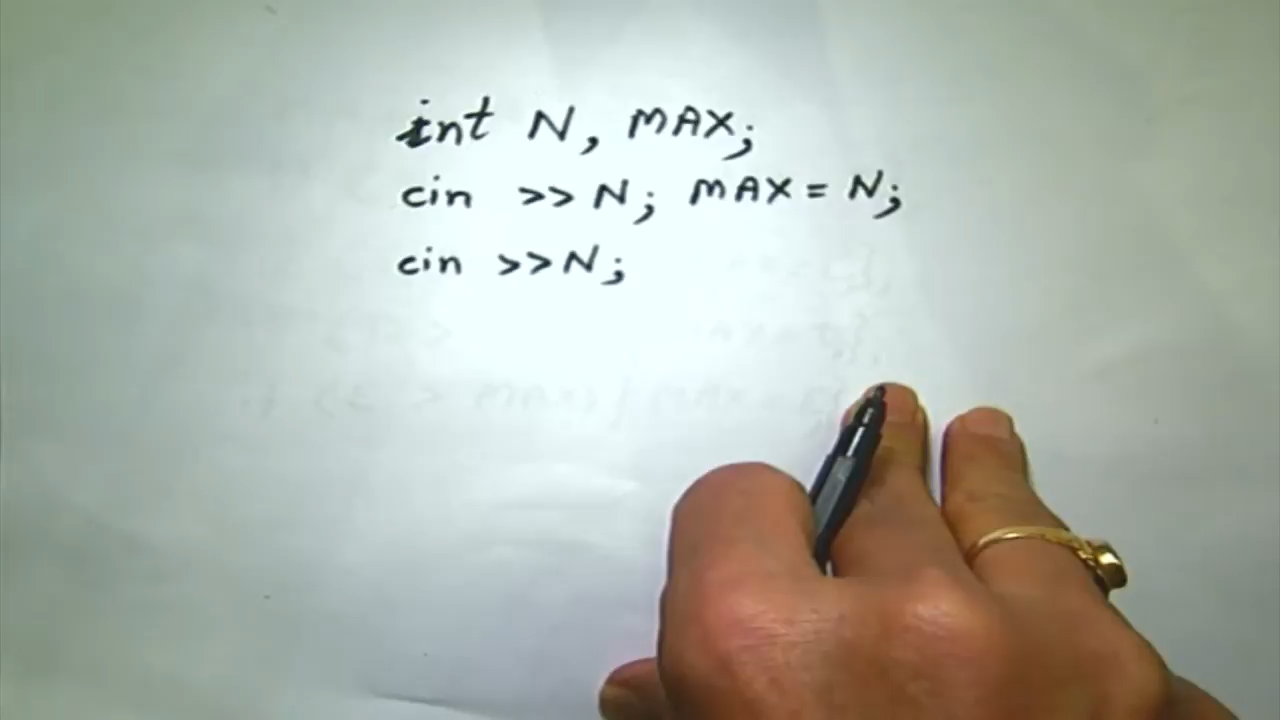 int N, MAX;
cin >> N; MAX = N;
cin >>N;